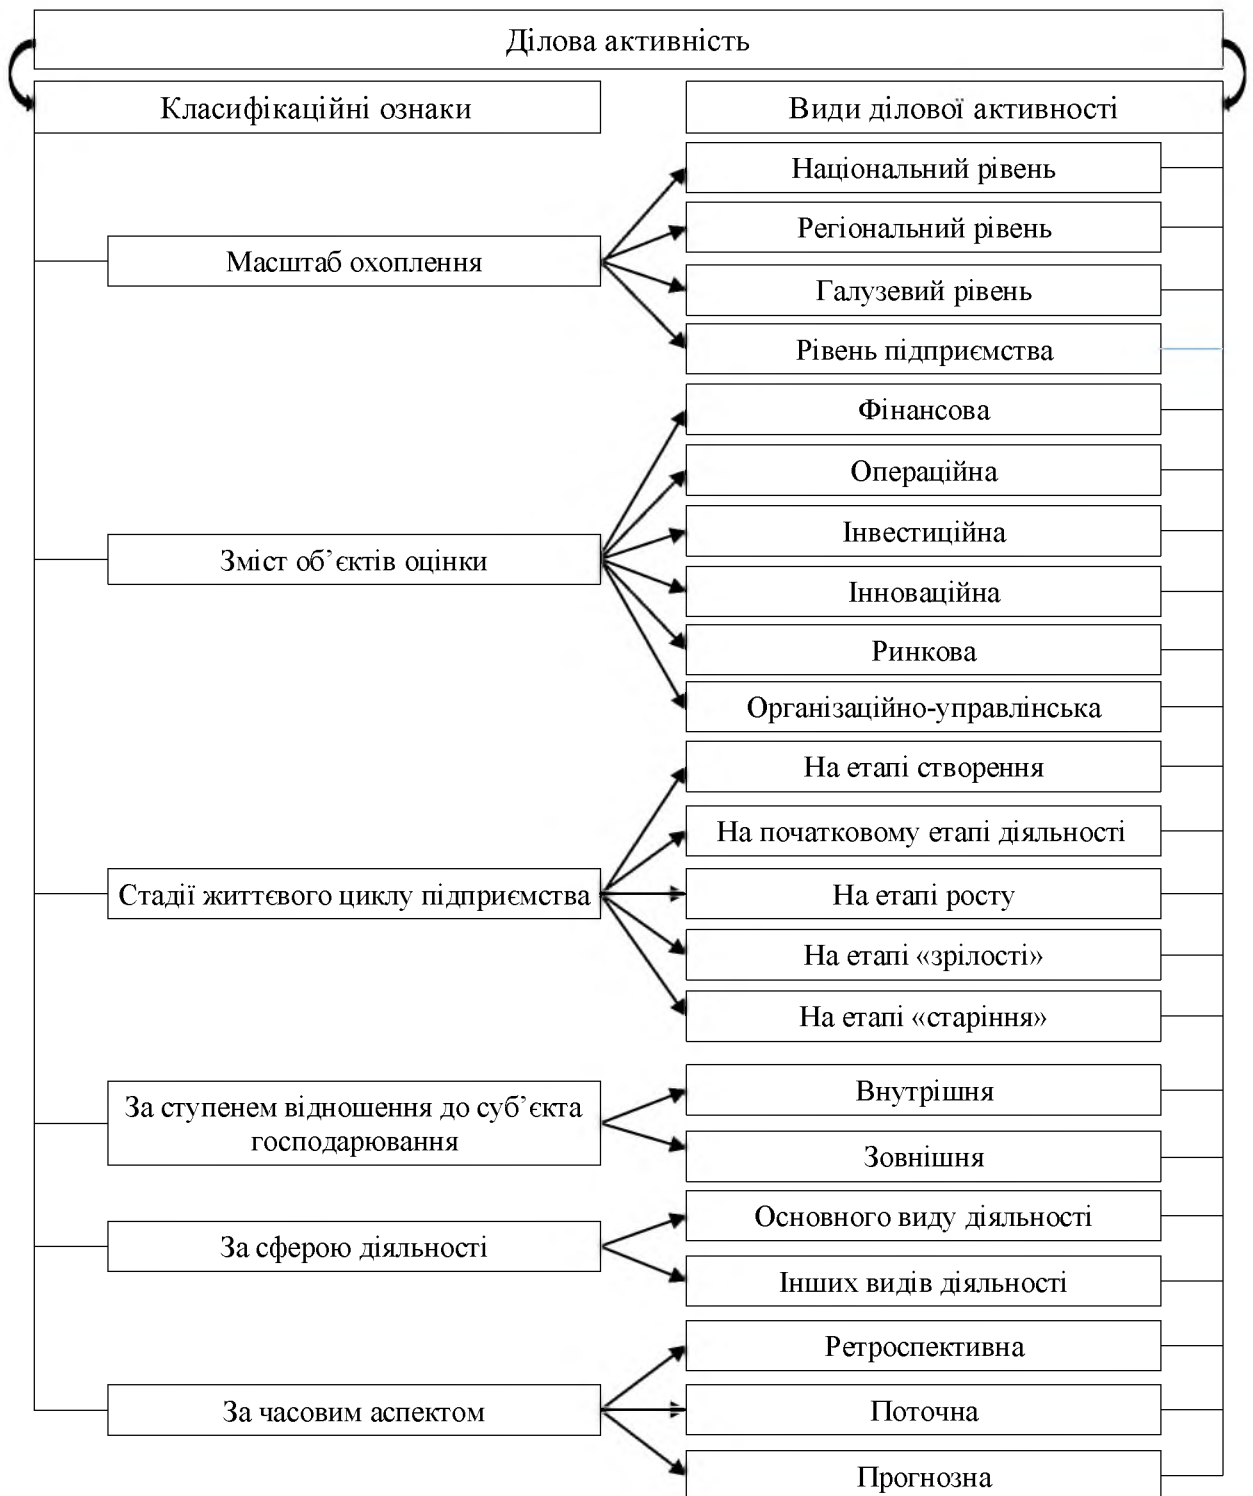 Ділова активність
Класифікаційні ознаки
Види ділової активності
Масштаб охоплення
Національний рівень
Регіональний рівень
Галузевий рівень
Рівень підприємства
Зміст об’єктів оцінки
Фінансова
Операційна
Інвестиційна
Інноваційна
Ринкова
Організаційно-управлінська
Стадії життєвого циклу підприємства
На етапі створення
На початковому етапі діяльності
На етапі росту
На етапі «зрілості»
На етапі «старіння»
За ступенем відношення до суб’єкта
господарювання
Внутрішня
Зовнішня
За сферою діяльності
Основного виду діяльності
Інших видів діяльності
За часовим аспектом
Ретроспективна
Поточна
Прогнозна